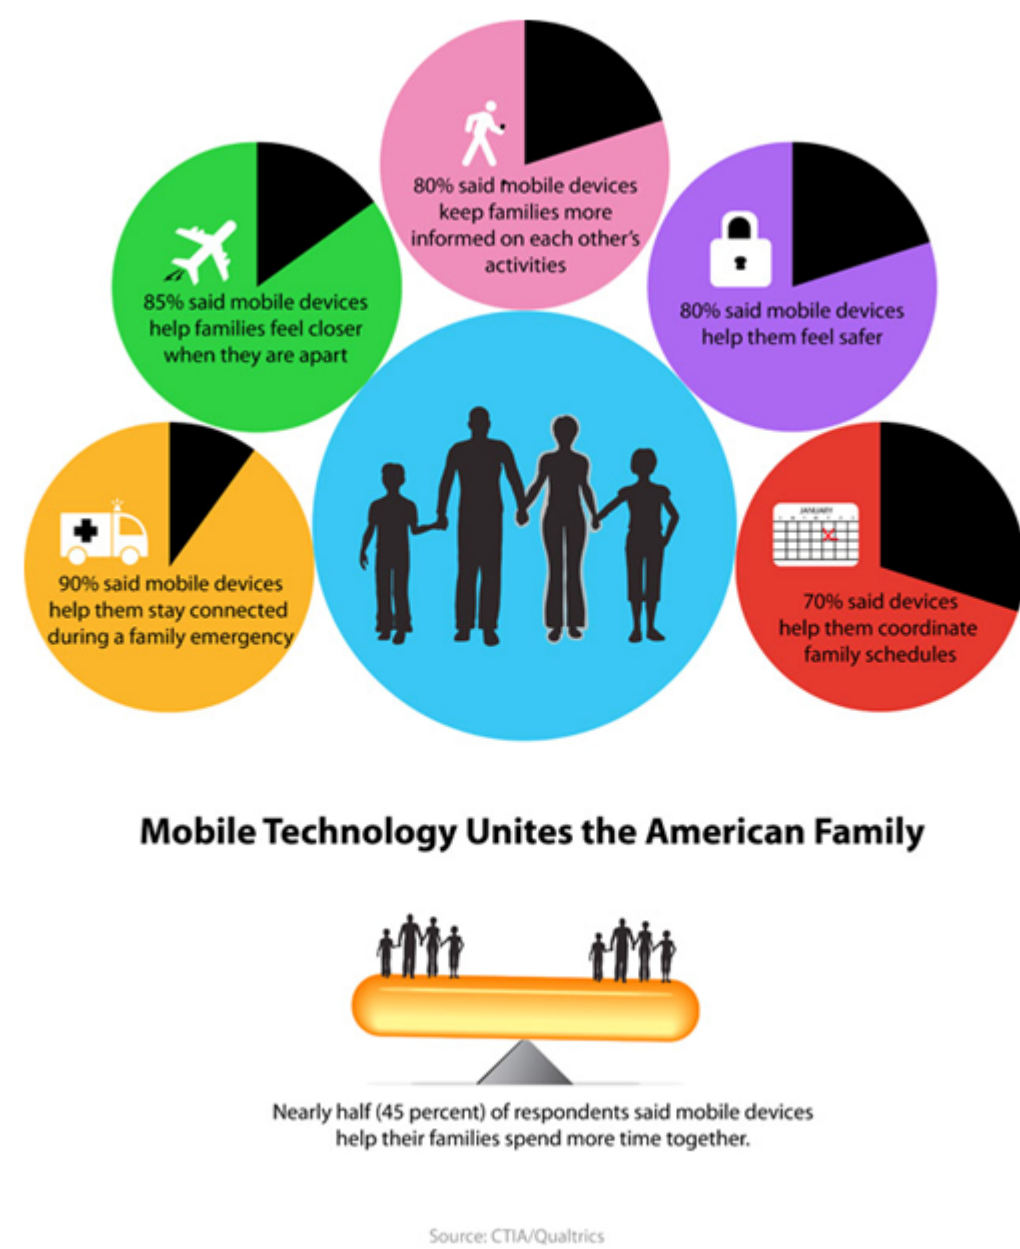 80% said mobile devices
keep families more
informed on each other's
activities
85% said mobile devices
help families feel closer
when they are apart
80% said mobile devices
help them feel safer
90% said mobile devices
help them stay connected
during a family emergency
JANUARY
70% said devices
help them coordinate
family schedules
Mobile Technology Unites the American Family
Nearly half (45 percent) of respondents said mobile devices
help their families spend more time together.
Source: CTIA/Qualtrics